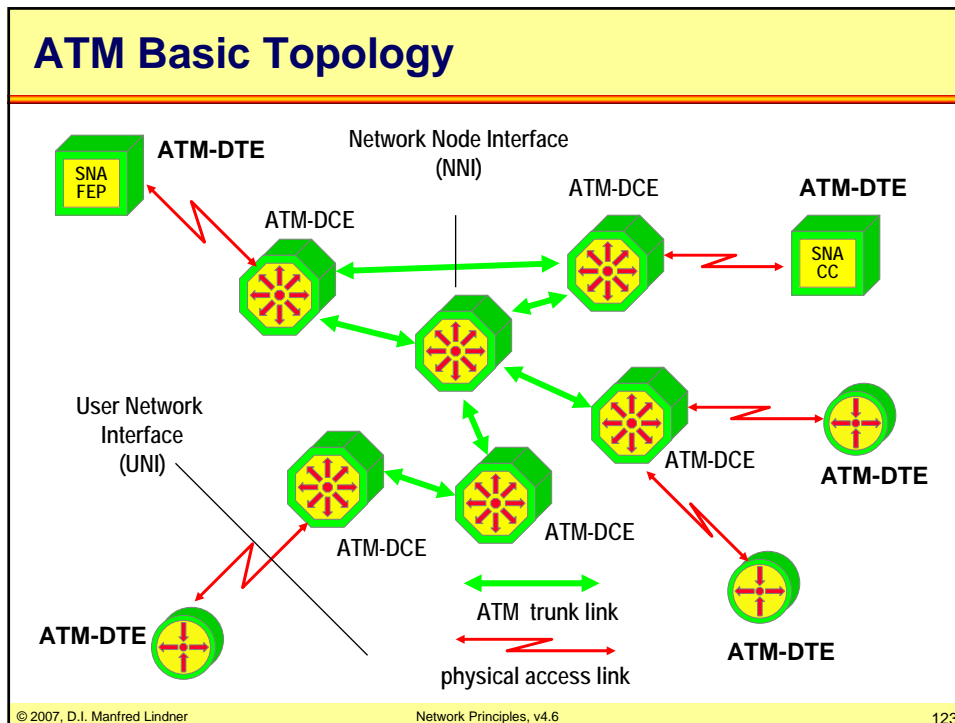 ATM Basic Topology
ATM-DTE
SNA
FEP
Network Node Interface
(NNI)
ATM-DCE
ATM-DCE
ATM-DTE
SNA
CC
User Network
Interface
(UNI)
ATM-DCE
ATM-DTE
ATM-DCE
ATM-DCE
ATM trunk link
ATM-DTE
ATM-DTE
physical access link
© 2007, D.I. Manfred Lindner
Network Principles, v4.6
123